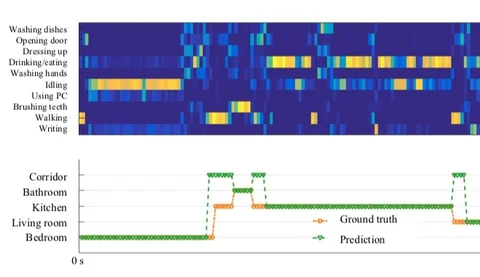 Washing dishes
Opening door
Dressing up
Drinking/eating
Washing hands
Idling
Using PC
Brushing teeth
Walking
Writing
Corridor
Bathroom
Kitchen
Living room
Bedroom
Ground truth
Prediction
0 s